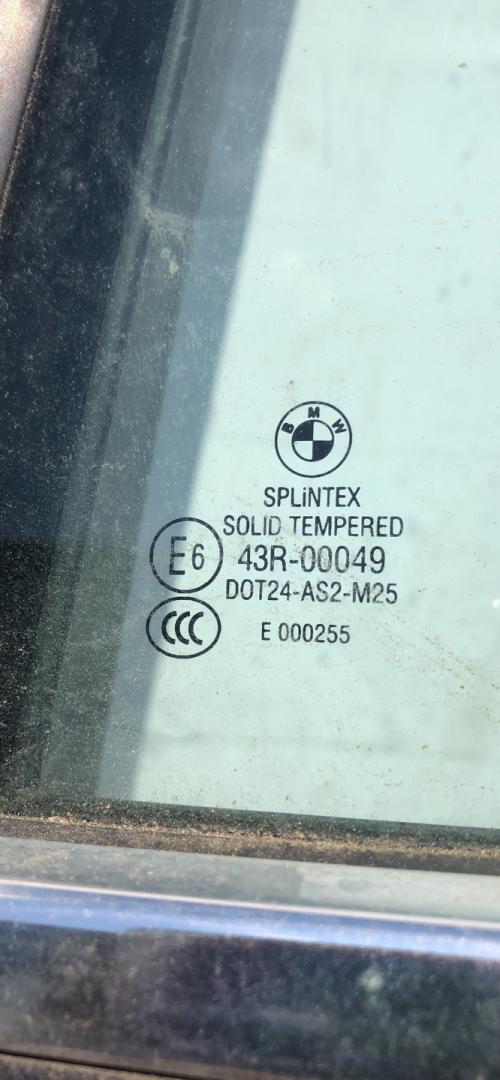 BMW
SPLiNTEX
SOLID TEMPERED
E6 43R-00049
DOT24-AS2-M25
CCC E 000255